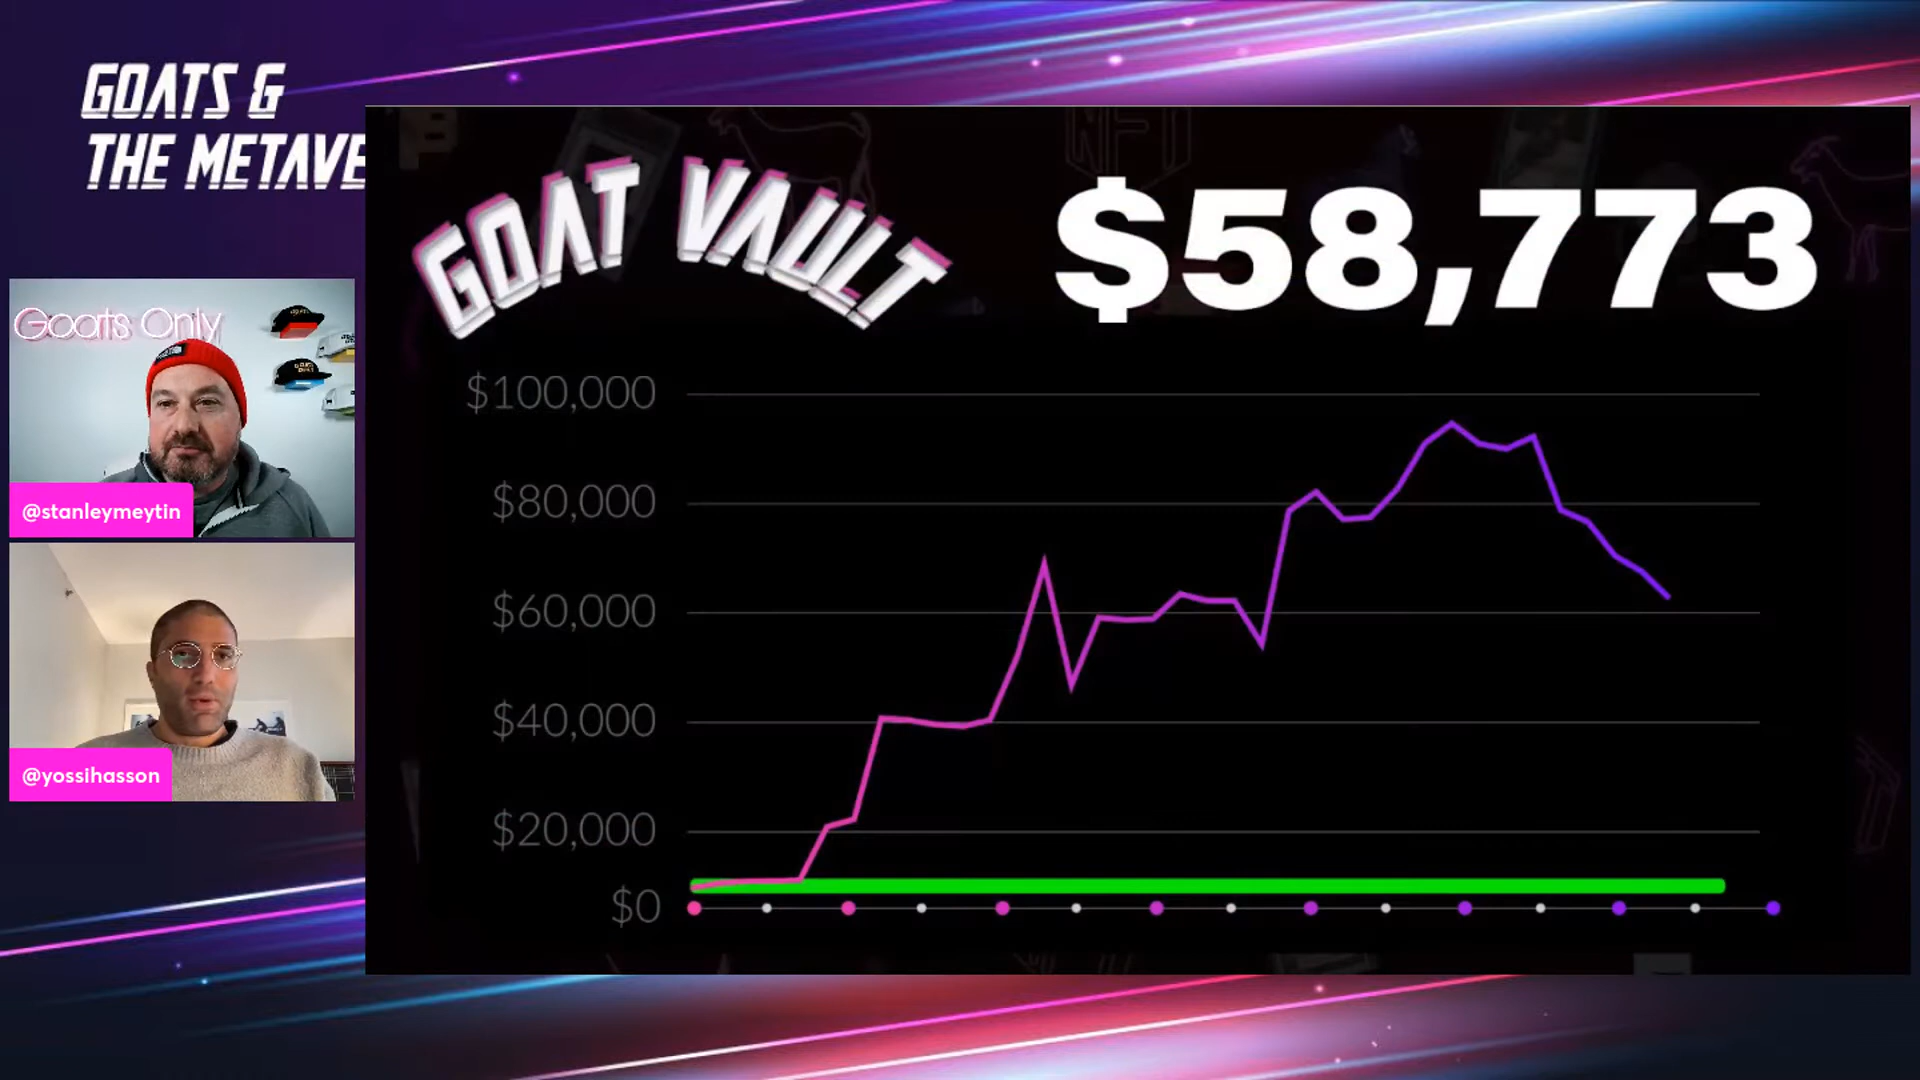 GOATS &
THE METAVE
GOAT VAULT
$58,773
$100,000
$80,000
$60,000
$40,000
$20,000
$0
Goats Only
@stanleymeytin
@yossihasson
NFT